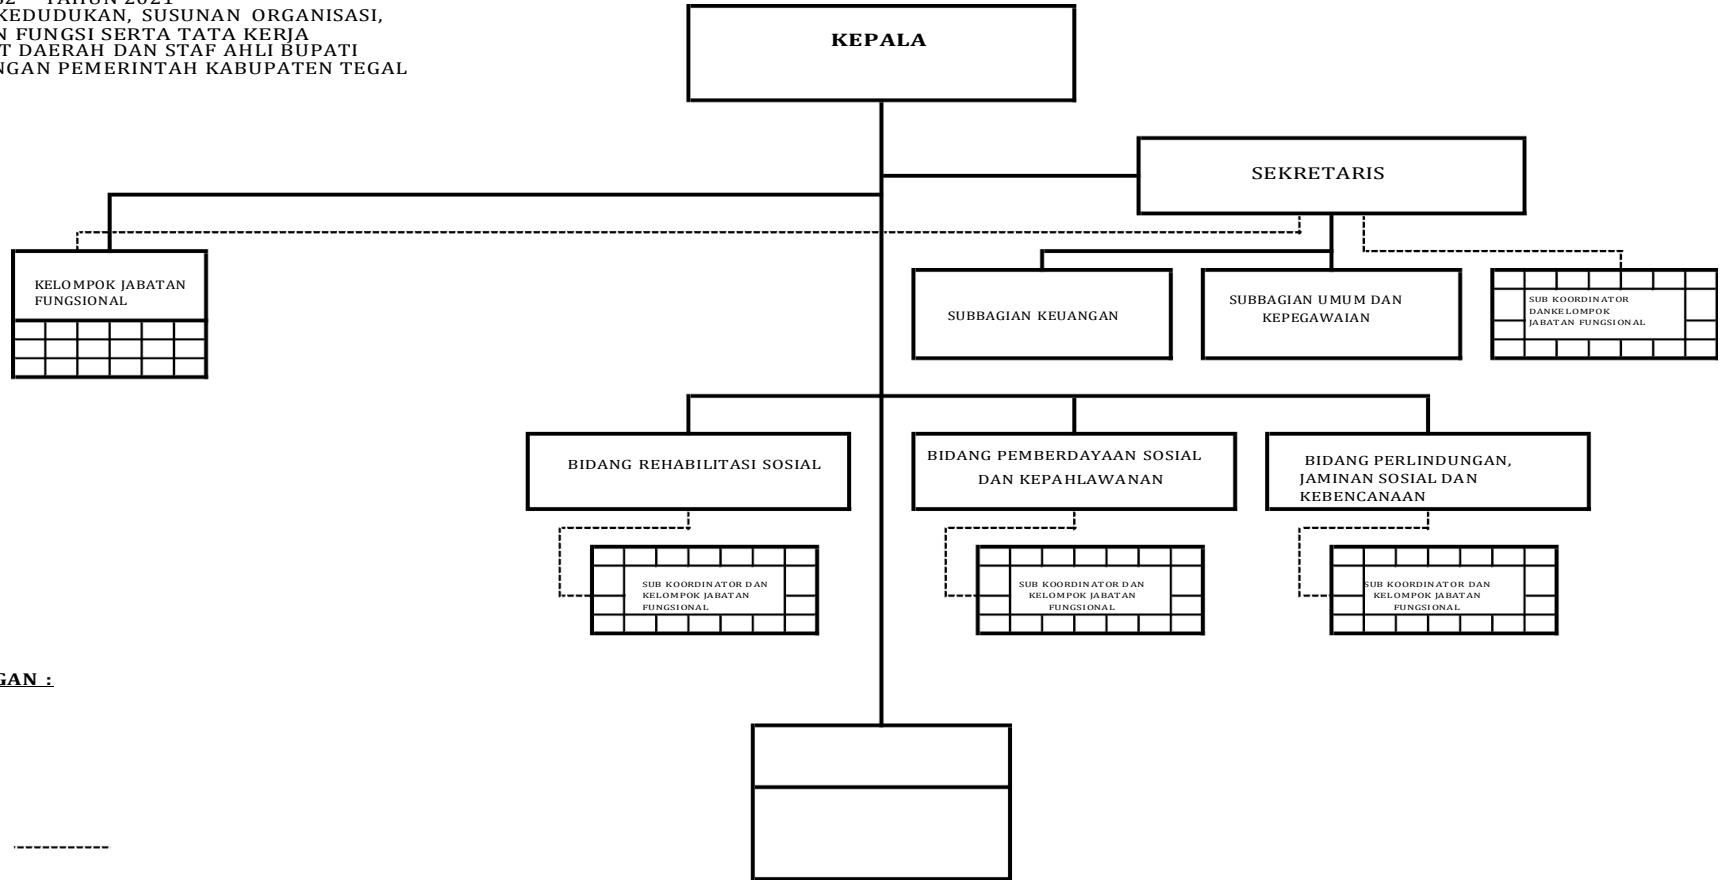 TAHUN 2021
KEDUDUKAN, SUSUNAN ORGANISASI,
FUNGSI SERTA TATA KERJA
DAERAH DAN STAF AHLI BUPATI
PEMERINTAH KABUPATEN TEGAL
KEPALA
SEKRETARIS
KELOMPOK JABATAN
FUNGSIONAL
SUBBAGIAN KEUANGAN
SUBBAGIAN UMUM DAN
KEPEGAWAIAN
SUB KOORDINATOR
DANKELOMPOK
JABATAN FUNGSIONAL
BIDANG REHABILITASI SOSIAL
BIDANG PEMBERDAYAAN SOSIAL
DAN KEPAHLAWANAN
BIDANG PERLINDUNGAN,
JAMINAN SOSIAL DAN
KEBENCANAAN
SUB KOORDINATOR DAN
KELOMPOK JABATAN
FUNGSIONAL
SUB KOORDINATOR DAN
KELOMPOK JABATAN
FUNGSIONAL
SUB KOORDINATOR DAN
KELOMPOK JABATAN
FUNGSIONAL
GAN :